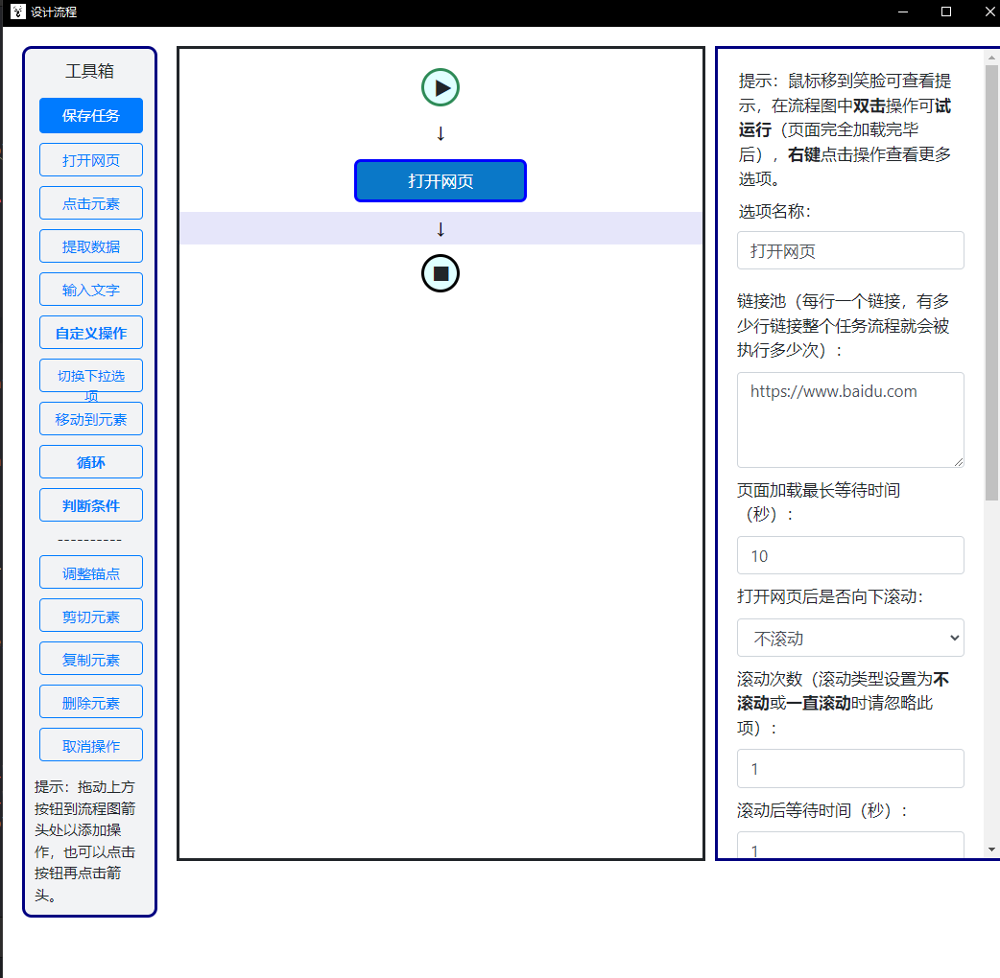 设计流程
工具箱
保存任务
打开网页
点击元素
提取数据
输入文字
自定义操作
切换下拉选
项
移动到元素
循环
判断条件
----------
调整锚点
剪切元素
复制元素
删除元素
取消操作
提示：拖动上方
按钮到流程图箭
头处以添加操
作，也可以点击
按钮再点击箭
头。
↓
打开网页
↓
提示：鼠标移到笑脸可查看提
示，在流程图中双击操作可试
运行（页面完全加载完毕
后），右键点击操作查看更多
选项。
选项名称：
打开网页
链接池（每行一个链接，有多
少行链接整个任务流程就会被
执行多少次）：
https://www.baidu.com
页面加载最长等待时间
（秒）：
10
打开网页后是否向下滚动：
不滚动
滚动次数（滚动类型设置为不
滚动或一直滚动时请忽略此
项）：
1
滚动后等待时间（秒）：
1